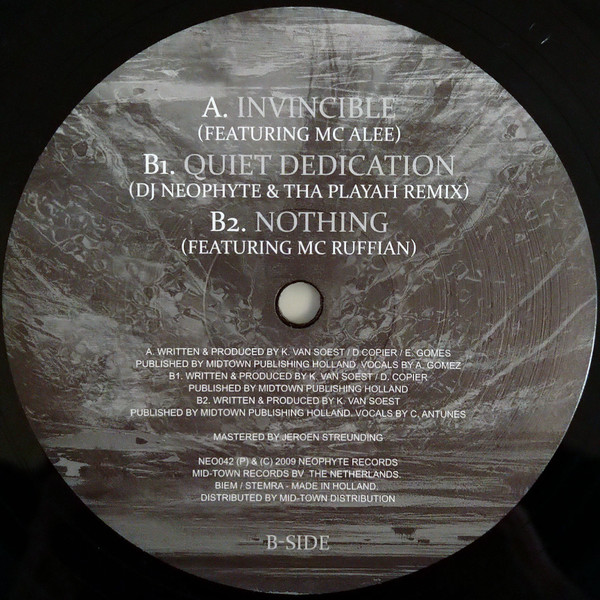 A. INVINCIBLE
(FEATURING MC ALEE)
B1. QUIET DEDICATION
(DJ NEOPHYTE & THA PLAYAH REMIX)
B2. NOTHING
(FEATURING MC RUFFIAN)
A. WRITTEN & PRODUCED BY K. VAN SOEST / D.COPIER / E. GOMES
PUBLISHED BY MIDTOWN PUBLISHING HOLLAND. VOCALS BY A. GOMEZ
B1. WRITTEN & PRODUCED BY K. VAN SOEST / D. COPIER
PUBLISHED BY MIDTOWN PUBLISHING HOLLAND
B2. WRITTEN & PRODUCED BY K. VAN SOEST
PUBLISHED BY MIDTOWN PUBLISHING HOLLAND. VOCALS BY C. ANTUNES
MASTERED BY JEROEN STREUNDING
NEO042 (P) & (C) 2009 NEOPHYTE RECORDS
MID-TOWN RECORDS BV THE NETHERLANDS.
BIEM / STEMRA - MADE IN HOLLAND.
DISTRIBUTED BY MID-TOWN DISTRIBUTION
B-SIDE